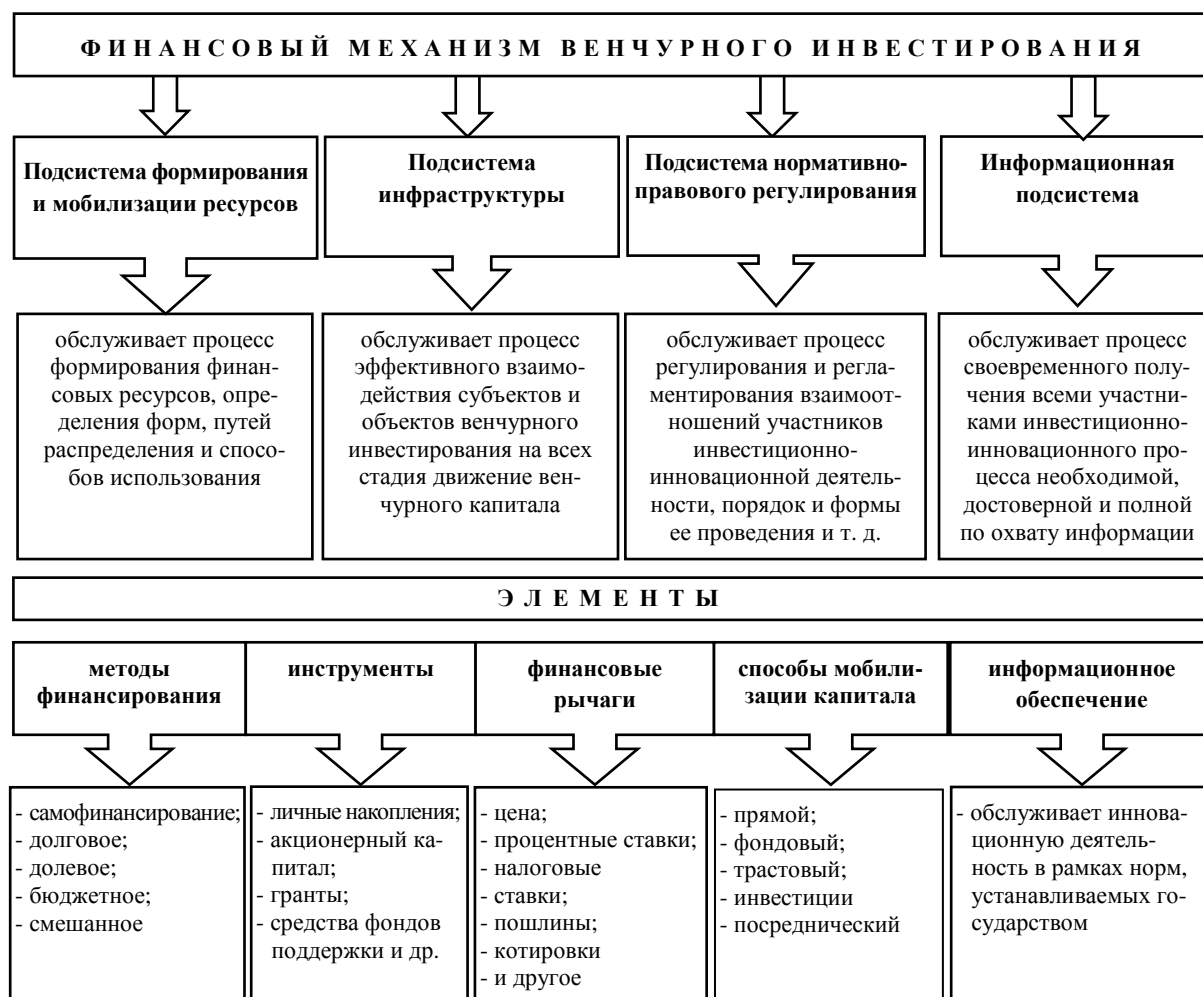 ФИНАНСОВЫЙ МЕХАНИЗМ ВЕНЧУРНОГО ИНВЕСТИРОВАНИЯ
Подсистема формирования
и мобилизации ресурсов
Подсистема
инфраструктуры
Подсистема нормативно-
правового регулирования
Информационная
подсистема
обслуживает процесс
формирования финан-
совых ресурсов, опре-
деления форм, путей
распределения и спосо-
бов использования
обслуживает процесс
эффективного взаимо-
действия субъектов и
объектов венчурного
инвестирования на всех
стадия движение вен-
чурного капитала
обслуживает процесс
регулирования и регла-
ментирования взаимоот-
ношений участников
инвестиционно-
инновационной деятель-
ности, порядок и формы
ее проведения и т. д.
обслуживает процесс
своевременного полу-
чения всеми участни-
ками инвестиционно-
инновационного про-
цесса необходимой,
достоверной и полной
по охвату информации
ЭЛЕМЕНТЫ
методы
финансирования
инструменты
финансовые
рычаги
способы мобили-
зации капитала
информационное
обеспечение
- самофинансирование;
- долговое;
- долевое;
- бюджетное;
- смешанное
- личные накопления;
- акционерный ка-
питал;
- гранты;
- средства фондов
поддержки и др.
- цена;
- процентные ставки;
- налоговые
ставки;
- пошлины;
- котировки
- и другое
- прямой;
- фондовый;
- трастовый;
- инвестиции
- посреднический
- обслуживает иннова-
ционную деятель-
ность в рамках норм,
устанавливаемых го-
сударством